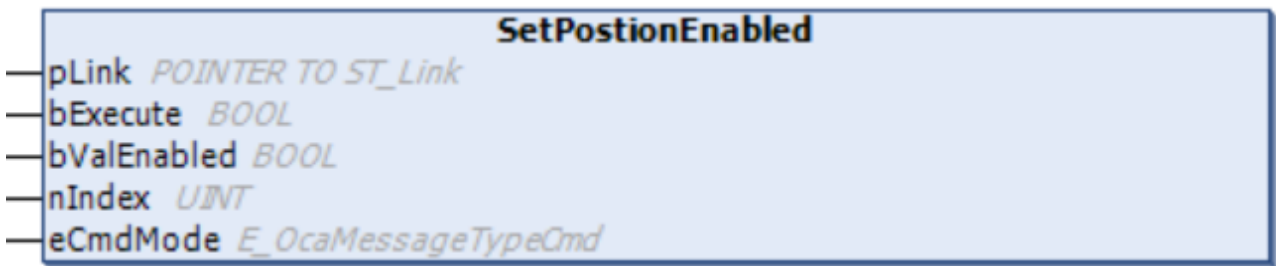 SetPostionEnabled
pLink POINTER TO ST_Link
bExecute BOOL
bValEnabled BOOL
nIndex UINT
eCmdMode E_OcaMessageTypeCmd